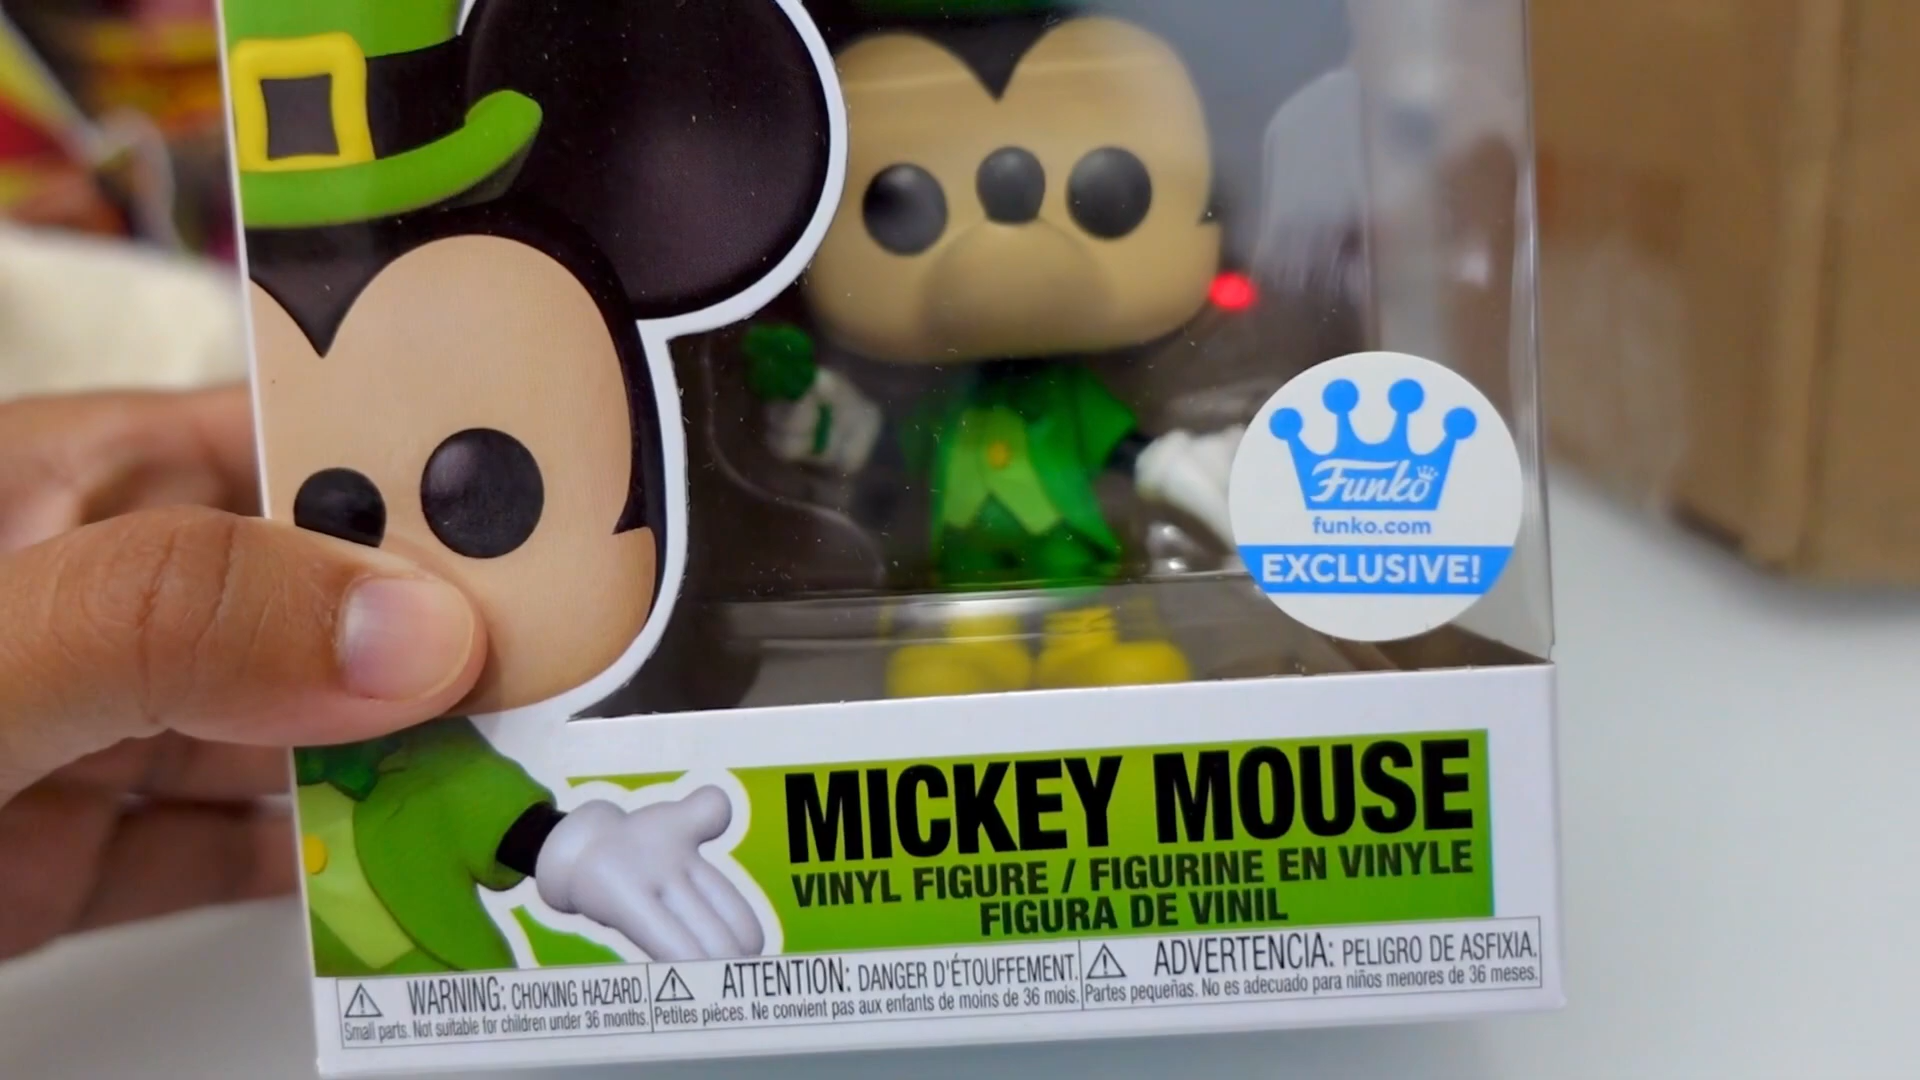 Funko
funko.com
EXCLUSIVE!
MICKEY MOUSE
VINYL FIGURE / FIGURINE EN VINYLE
FIGURA DE VINIL
WARNING: CHOKING HAZARD.
Small parts. Not suitable for children under 36 months.
ATTENTION: DANGER D'ÉTOUFFEMENT.
Petites pièces. Ne convient pas aux enfants de moins de 36 mois.
ADVERTENCIA: PELIGRO DE ASFIXIA.
Partes pequeñas. No es adecuado para niños menores de 36 meses.